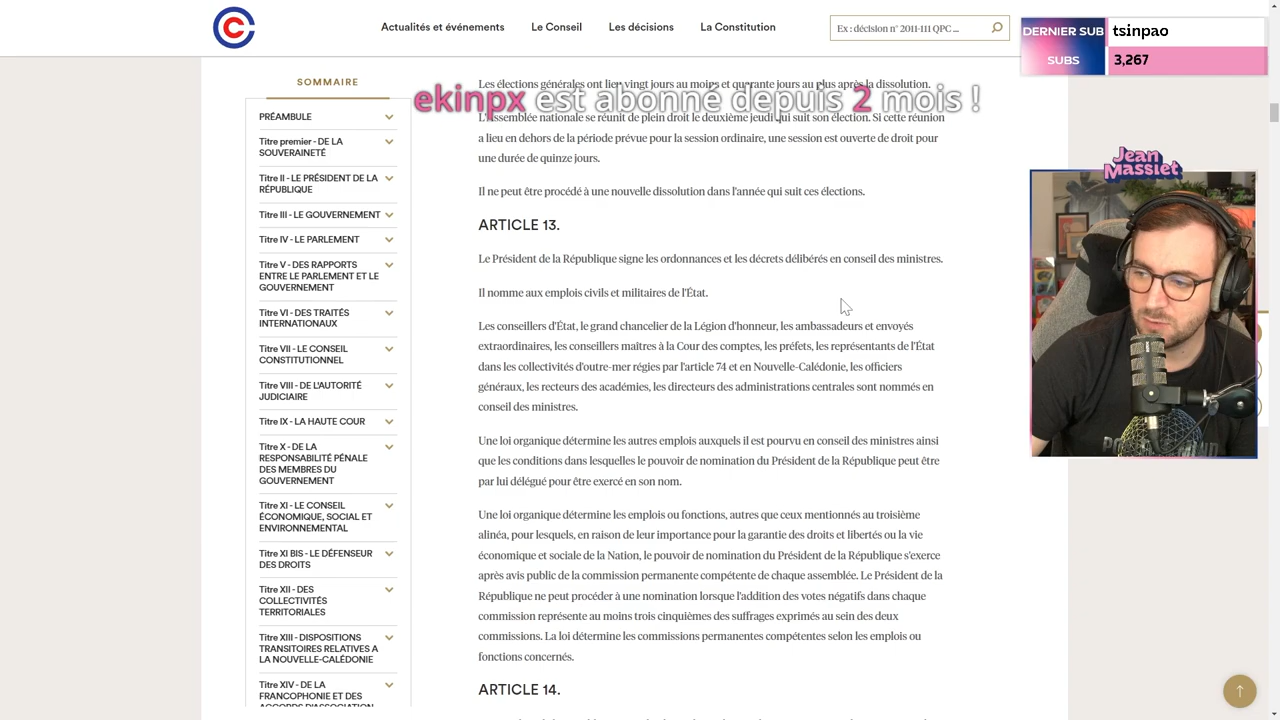 Actualités et événements
Le Conseil
Les décisions
La Constitution
Ex : décision n° 2011-111 QPC ...
DERNIER SUB
tsinpao
SUBS
3,267
SOMMAIRE
PRÉAMBULE
Titre premier - DE LA
SOUVERAINETÉ
Titre II - LE PRÉSIDENT DE LA
RÉPUBLIQUE
Titre III - LE GOUVERNEMENT
Titre IV - LE PARLEMENT
Titre V - DES RAPPORTS
ENTRE LE PARLEMENT ET LE
GOUVERNEMENT
Titre VI - DES TRAITÉS
INTERNATIONAUX
Titre VII - LE CONSEIL
CONSTITUTIONNEL
Titre VIII - DE L'AUTORITÉ
JUDICIAIRE
Titre IX - LA HAUTE COUR
Titre X - DE LA
RESPONSABILITÉ PÉNALE
DES MEMBRES DU
GOUVERNEMENT
Titre XI - LE CONSEIL
ÉCONOMIQUE, SOCIAL ET
ENVIRONNEMENTAL
Titre XI BIS - LE DÉFENSEUR
DES DROITS
Titre XII - DES
COLLECTIVITÉS
TERRITORIALES
Titre XIII - DISPOSITIONS
TRANSITOIRES RELATIVES A
LA NOUVELLE-CALÉDONIE
Titre XIV - DE LA
FRANCOPHONIE ET DES
ACCORDS D'ASSOCIATION
Les élections générales ont lieu vingt jours au moins et quarante jours au plus après la dissolution.
ekinpx est abonné depuis 2 mois !
L'Assemblée nationale se réunit de plein droit le deuxième jeudi qui suit son élection. Si cette réunion
a lieu en dehors de la période prévue pour la session ordinaire, une session est ouverte de droit pour
une durée de quinze jours.
Il ne peut être procédé à une nouvelle dissolution dans l'année qui suit ces élections.
ARTICLE 13.
Le Président de la République signe les ordonnances et les décrets délibérés en conseil des ministres.
Il nomme aux emplois civils et militaires de l'État.
Les conseillers d'État, le grand chancelier de la Légion d'honneur, les ambassadeurs et envoyés
extraordinaires, les conseillers maîtres à la Cour des comptes, les préfets, les représentants de l'État
dans les collectivités d'outre-mer régies par l'article 74 et en Nouvelle-Calédonie, les officiers
généraux, les recteurs des académies, les directeurs des administrations centrales sont nommés en
conseil des ministres.
Une loi organique détermine les autres emplois auxquels il est pourvu en conseil des ministres ainsi
que les conditions dans lesquelles le pouvoir de nomination du Président de la République peut être
par lui délégué pour être exercé en son nom.
Une loi organique détermine les emplois ou fonctions, autres que ceux mentionnés au troisième
alinéa, pour lesquels, en raison de leur importance pour la garantie des droits et libertés ou la vie
économique et sociale de la Nation, le pouvoir de nomination du Président de la République s'exerce
après avis public de la commission permanente compétente de chaque assemblée. Le Président de la
République ne peut procéder à une nomination lorsque l'addition des votes négatifs dans chaque
commission représente au moins trois cinquièmes des suffrages exprimés au sein des deux
commissions. La loi détermine les commissions permanentes compétentes selon les emplois ou
fonctions concernés.
ARTICLE 14.
Jean
Massiet